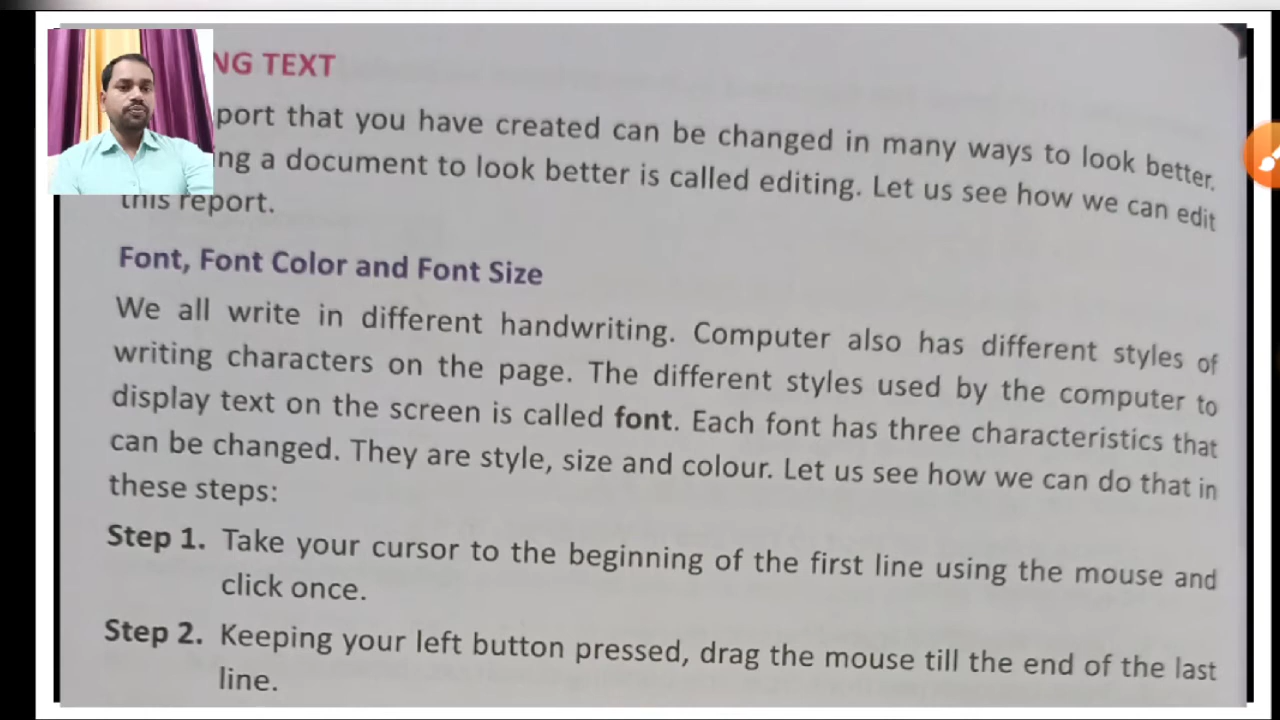 NG TEXT
port that you have created can be changed in many ways to look better.
ng a document to look better is called editing. Let us see how we can edit
this report.
Font, Font Color and Font Size
We all write in different handwriting. Computer also has different styles of
writing characters on the page. The different styles used by the computer to
display text on the screen is called font. Each font has three characteristics that
can be changed. They are style, size and colour. Let us see how we can do that in
these steps:
Step 1. Take your cursor to the beginning of the first line using the mouse and
click once.
Step 2. Keeping your left button pressed, drag the mouse till the end of the last
line.